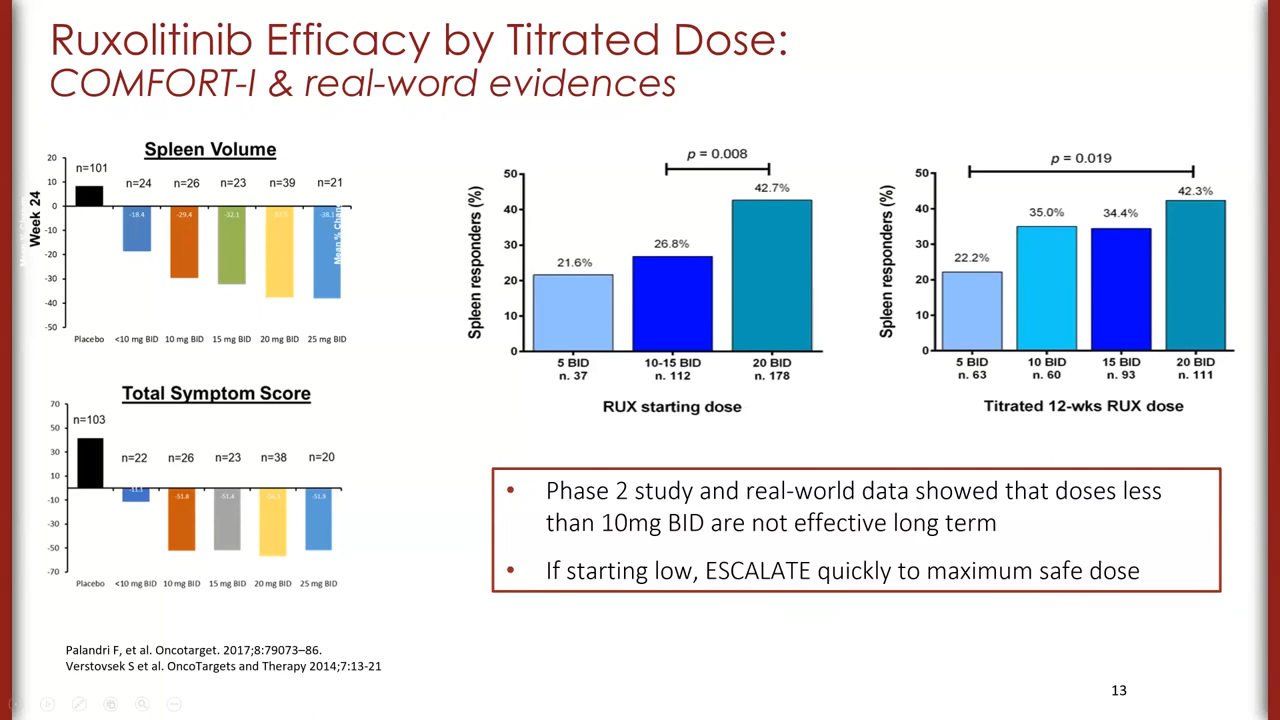 Ruxolitinib Efficacy by Titrated Dose:
COMFORT-I & real-word evidences
Spleen Volume
Week 24
20
10
0
-10
-20
-30
-40
-50
n=101
n=24
n=26
n=23
n=39
n=21
-18.4
-29.4
-32.1
-38.1
Mean % Chan
Placebo
<10 mg BID
10 mg BID
15 mg BID
20 mg BID
25 mg BID
Total Symptom Score
70
50
30
10
-10
-30
-50
-70
n=103
n=22
n=26
n=23
n=38
n=20
-51.8
-51.4
-51.9
Placebo
<10 mg BID
10 mg BID
15 mg BID
20 mg BID
25 mg BID
Spleen responders (%)
50
40
30
20
10
0
p = 0.008
21.6%
26.8%
42.7%
5 BID
n. 37
10-15 BID
n. 112
20 BID
n. 178
RUX starting dose
Spleen responders (%)
50
40
30
20
10
0
p = 0.019
22.2%
35.0%
34.4%
42.3%
5 BID
n. 63
10 BID
n. 60
15 BID
n. 93
20 BID
n. 111
Titrated 12-wks RUX dose
• Phase 2 study and real-world data showed that doses less
than 10mg BID are not effective long term
• If starting low, ESCALATE quickly to maximum safe dose
Palandri F, et al. Oncotarget. 2017;8:79073–86.
Verstovsek S et al. OncoTargets and Therapy 2014;7:13-21
13